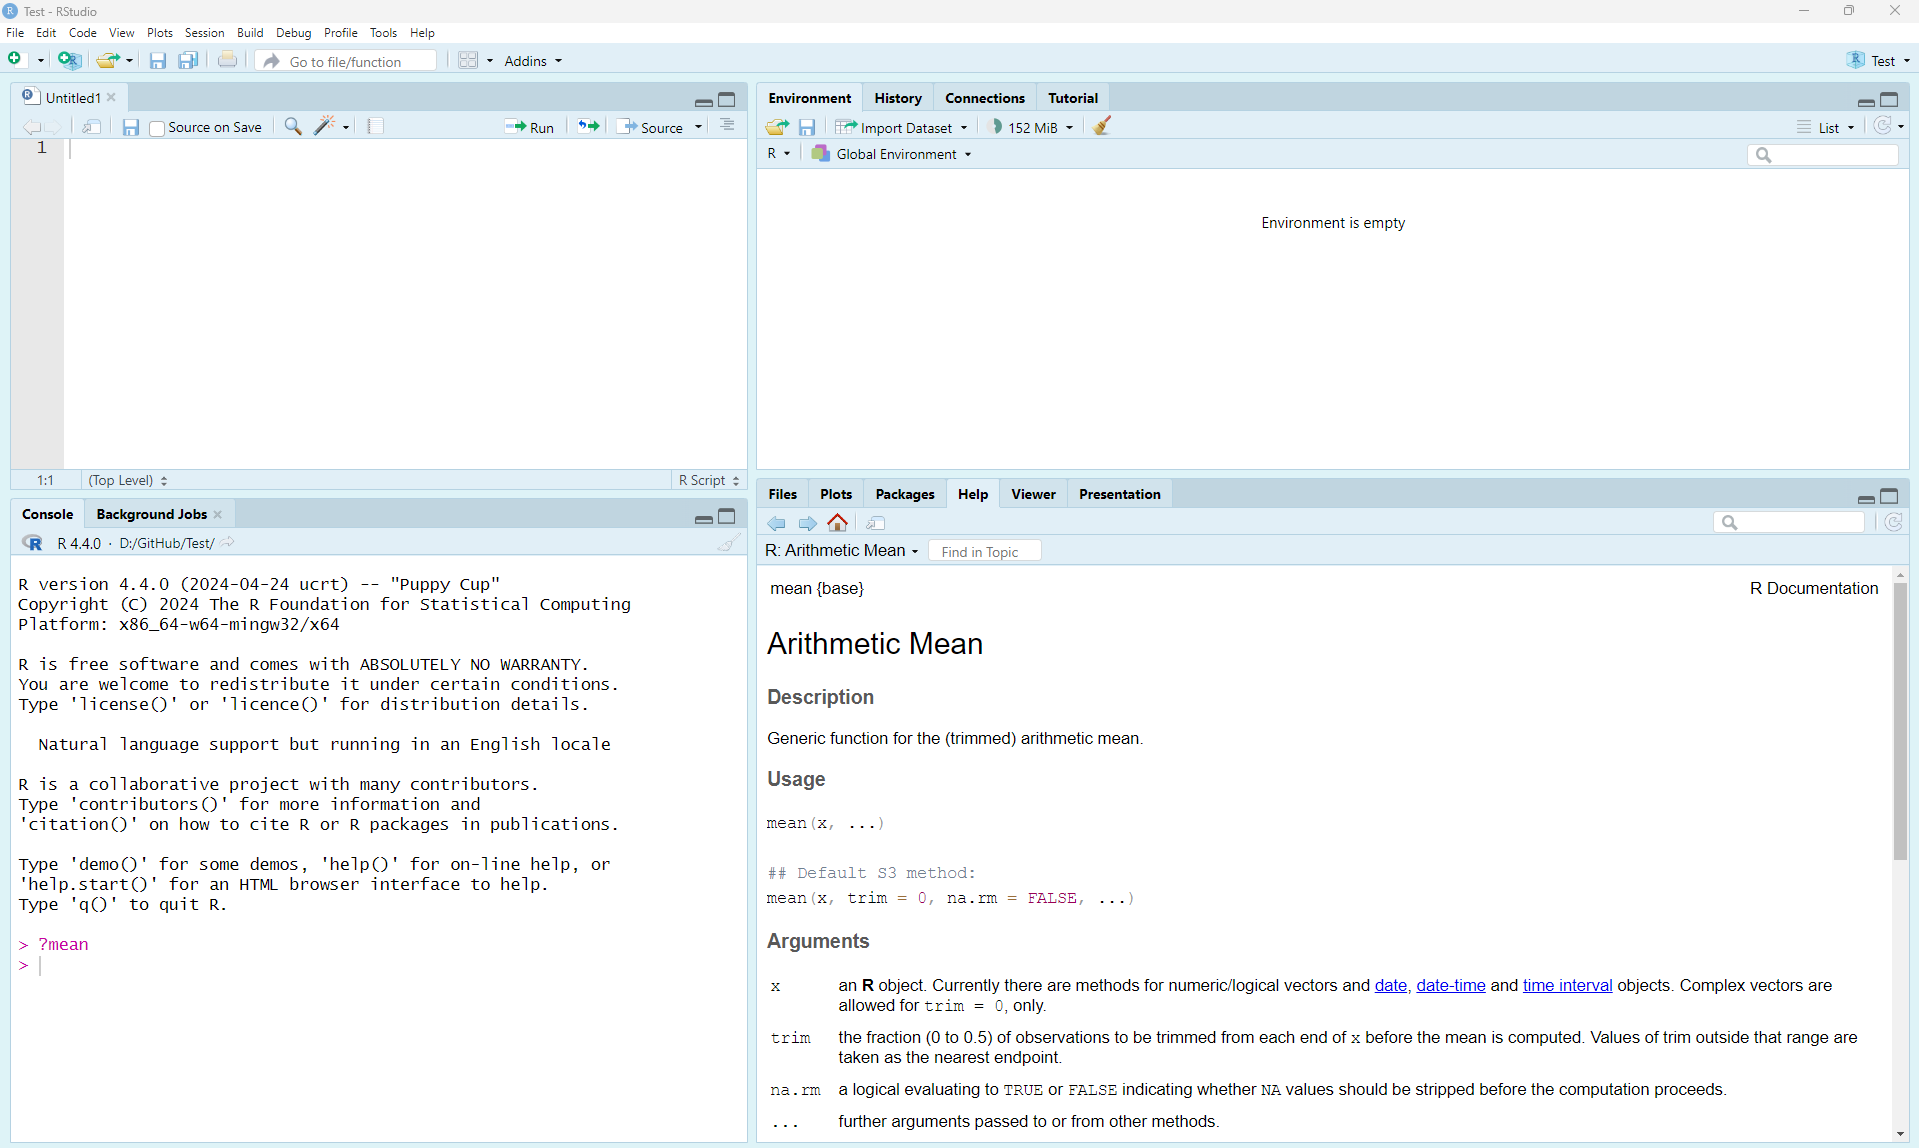 Test - RStudio
File Edit Code View Plots Session Build Debug Profile Tools Help
Go to file/function Addins Test
Untitled1
Source on Save Run Source
1
1:1 (Top Level) R Script
Console Background Jobs
R 4.4.0 · D:/GitHub/Test/
R version 4.4.0 (2024-04-24 ucrt) -- "Puppy Cup"
Copyright (C) 2024 The R Foundation for Statistical Computing
Platform: x86_64-w64-mingw32/x64
R is free software and comes with ABSOLUTELY NO WARRANTY.
You are welcome to redistribute it under certain conditions.
Type 'license()' or 'licence()' for distribution details.
Natural language support but running in an English locale
R is a collaborative project with many contributors.
Type 'contributors()' for more information and
'citation()' on how to cite R or R packages in publications.
Type 'demo()' for some demos, 'help()' for on-line help, or
'help.start()' for an HTML browser interface to help.
Type 'q()' to quit R.
> ?mean
>
Environment History Connections Tutorial
Import Dataset 152 MiB List
R Global Environment
Environment is empty
Files Plots Packages Help Viewer Presentation
R: Arithmetic Mean Find in Topic
mean {base} R Documentation
Arithmetic Mean
Description
Generic function for the (trimmed) arithmetic mean.
Usage
mean(x, ...)
## Default S3 method:
mean(x, trim = 0, na.rm = FALSE, ...)
Arguments
x an R object. Currently there are methods for numeric/logical vectors and date, date-time and time interval objects. Complex vectors are
allowed for trim = 0, only.
trim the fraction (0 to 0.5) of observations to be trimmed from each end of x before the mean is computed. Values of trim outside that range are
taken as the nearest endpoint.
na.rm a logical evaluating to TRUE or FALSE indicating whether NA values should be stripped before the computation proceeds.
... further arguments passed to or from other methods.